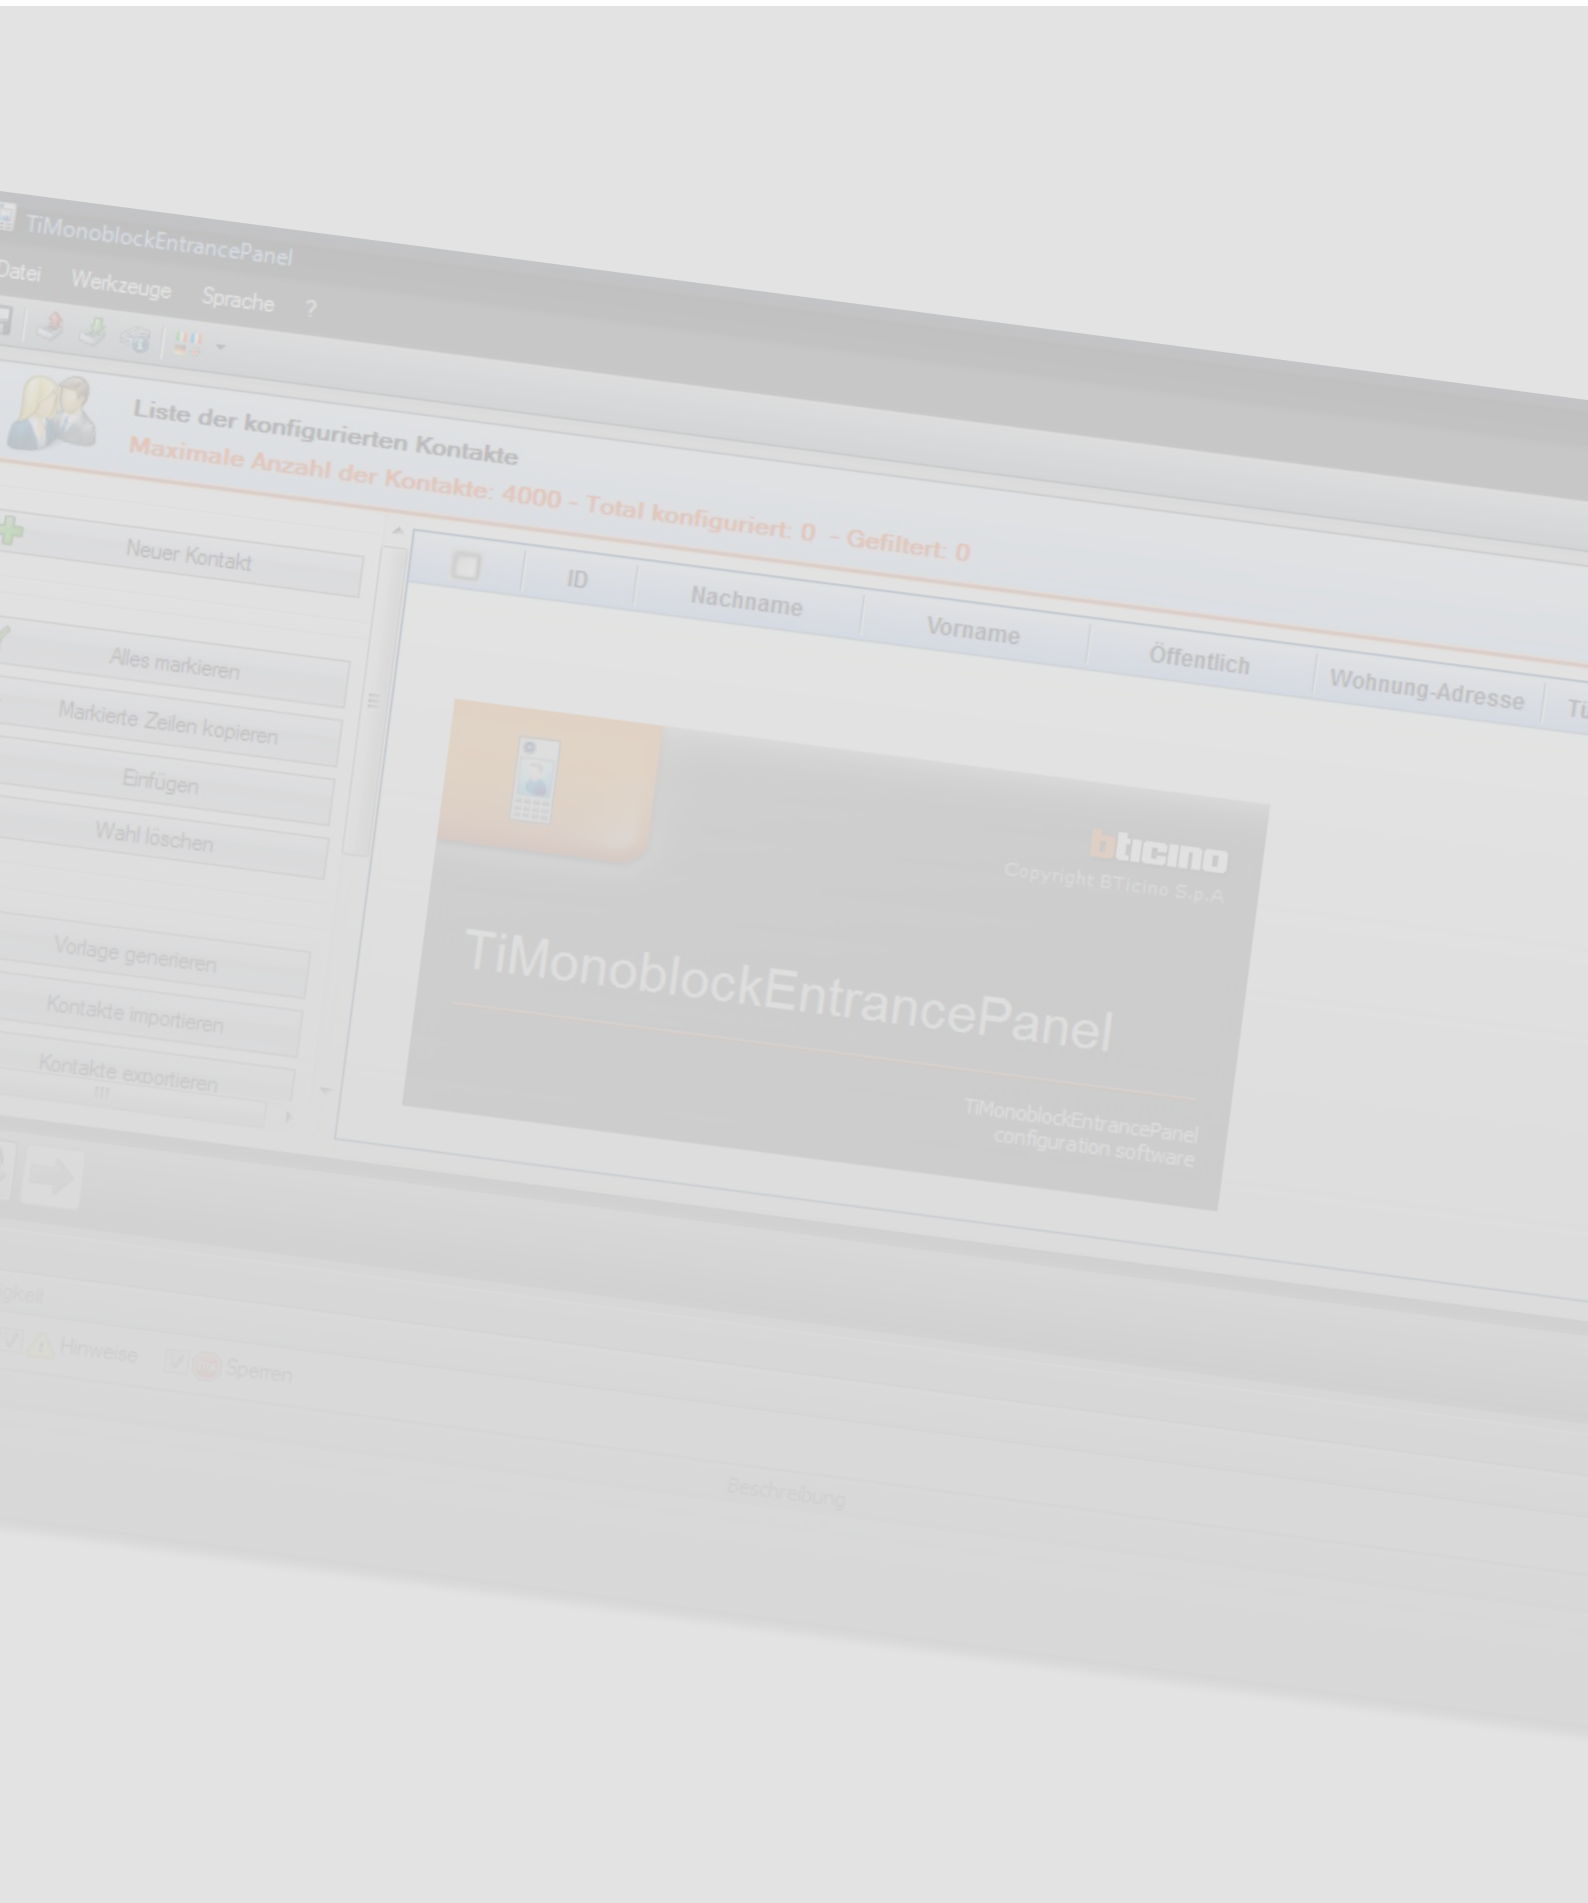 TiMonoblockEntrancePanel
Datei Werkzeuge Sprache ?
Liste der konfigurierten Kontakte
Maximale Anzahl der Kontakte: 4000 - Total konfiguriert: 0 - Gefiltert: 0
Neuer Kontakt
Alles markieren
Markierte Zeilen kopieren
Einfügen
Wahl löschen
Vorlage generieren
Kontakte importieren
Kontakte exportieren
ID Nachname Vorname Öffentlich Wohnung-Adresse
bticino
Copyright BTicino S.p.A
TiMonoblockEntrancePanel
TiMonoblockEntrancePanel
configuration software
Hinweise Sperren
Beschreibung